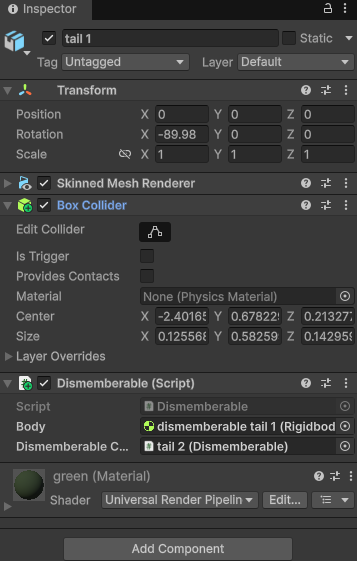 Inspector
tail 1
Static
Tag Untagged Layer Default
Transform
Position X 0 Y 0 Z 0
Rotation X -89.98 Y 0 Z 0
Scale X 1 Y 1 Z 1
Skinned Mesh Renderer
Box Collider
Edit Collider
Is Trigger
Provides Contacts
Material None (Physics Material)
Center X -2.40165 Y 0.678229 Z 0.213277
Size X 0.125568 Y 0.58259 Z 0.142959
Layer Overrides
Dismemberable (Script)
Script Dismemberable
Body dismemberable tail 1 (Rigidbod
Dismemberable C... tail 2 (Dismemberable)
green (Material)
Shader Universal Render Pipelin Edit...
Add Component